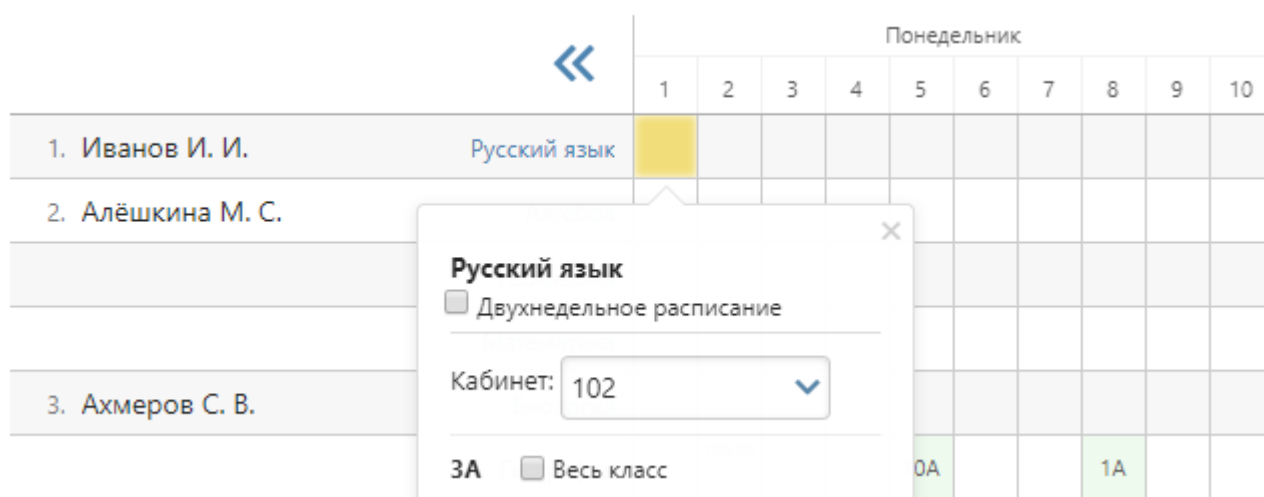 Понедельник
1 2 3 4 5 6 7 8 9 10
1. Иванов И. И. Русский язык
2. Алёшкина М. С.
Русский язык
Двухнедельное расписание
Кабинет: 102
3. Ахмеров С. В.
3А Весь класс 0А 1А